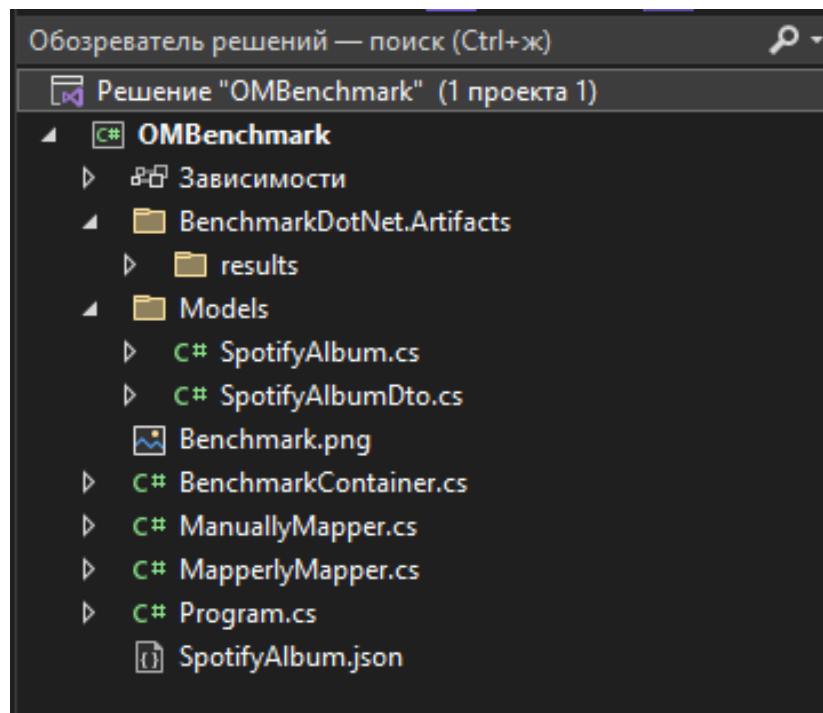 Обозреватель решений — поиск (Ctrl+ж)
Решение "OMBenchmark" (1 проекта 1)
C# OMBenchmark
Зависимости
BenchmarkDotNet.Artifacts
results
Models
C# SpotifyAlbum.cs
C# SpotifyAlbumDto.cs
Benchmark.png
C# BenchmarkContainer.cs
C# ManuallyMapper.cs
C# MapperlyMapper.cs
C# Program.cs
SpotifyAlbum.json